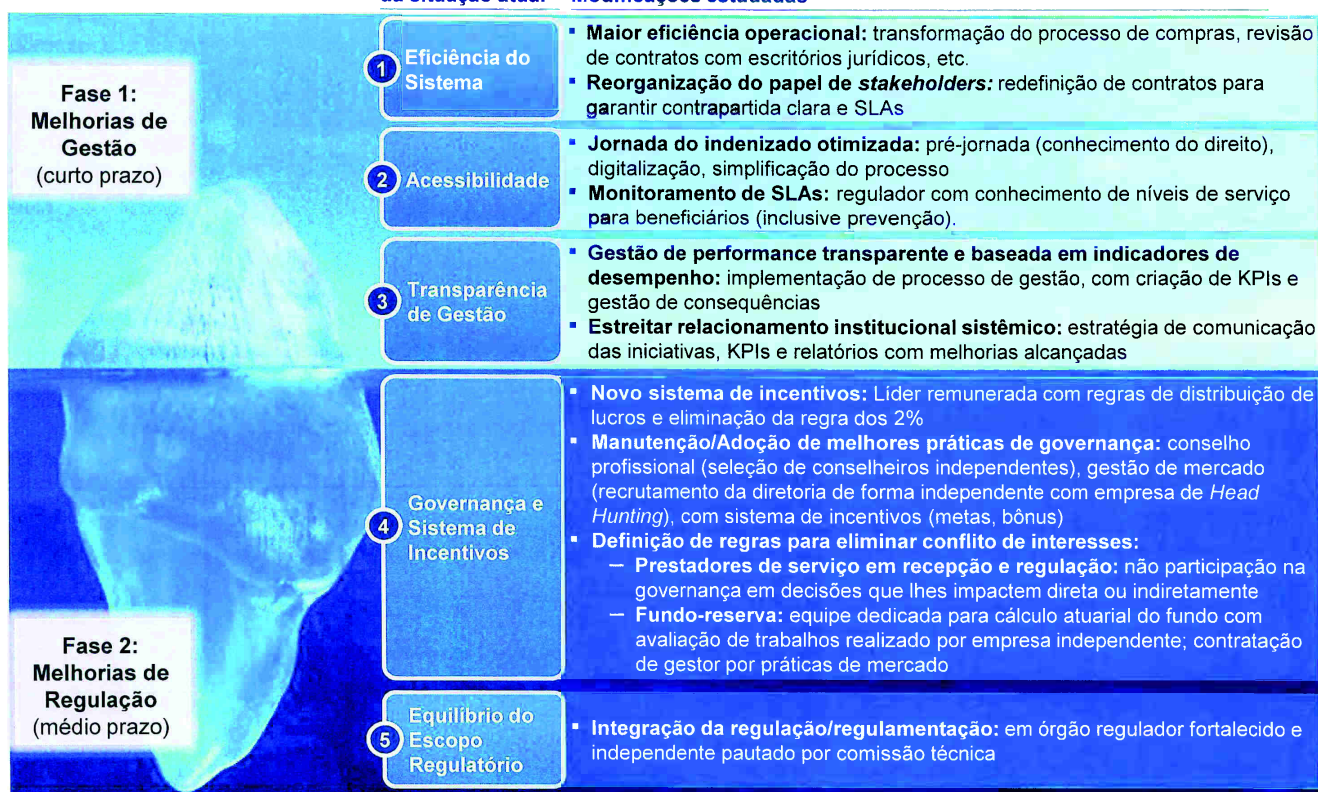 Fase 1:
Melhorias de
Gestão
(curto prazo)
1
Eficiência do
Sistema
▪ Maior eficiência operacional: transformação do processo de compras, revisão
de contratos com escritórios jurídicos, etc.
▪ Reorganização do papel de stakeholders: redefinição de contratos para
garantir contrapartida clara e SLAs
2
Acessibilidade
▪ Jornada do indenizado otimizada: pré-jornada (conhecimento do direito),
digitalização, simplificação do processo
▪ Monitoramento de SLAs: regulador com conhecimento de níveis de serviço
para beneficiários (inclusive prevenção).
3
Transparência
de Gestão
▪ Gestão de performance transparente e baseada em indicadores de
desempenho: implementação de processo de gestão, com criação de KPIs e
gestão de consequências
▪ Estreitar relacionamento institucional sistêmico: estratégia de comunicação
das iniciativas, KPIs e relatórios com melhorias alcançadas
Fase 2:
Melhorias de
Regulação
(médio prazo)
4
Governança e
Sistema de
Incentivos
▪ Novo sistema de incentivos: Líder remunerada com regras de distribuição de
lucros e eliminação da regra dos 2%
▪ Manutenção/Adoção de melhores práticas de governança: conselho
profissional (seleção de conselheiros independentes), gestão de mercado
(recrutamento da diretoria de forma independente com empresa de Head
Hunting), com sistema de incentivos (metas, bônus)
▪ Definição de regras para eliminar conflito de interesses:
– Prestadores de serviço em recepção e regulação: não participação na
governança em decisões que lhes impactem direta ou indiretamente
– Fundo-reserva: equipe dedicada para cálculo atuarial do fundo com
avaliação de trabalhos realizado por empresa independente; contratação
de gestor por práticas de mercado
5
Equilíbrio do
Escopo
Regulatório
▪ Integração da regulação/regulamentação: em órgão regulador fortalecido e
independente pautado por comissão técnica